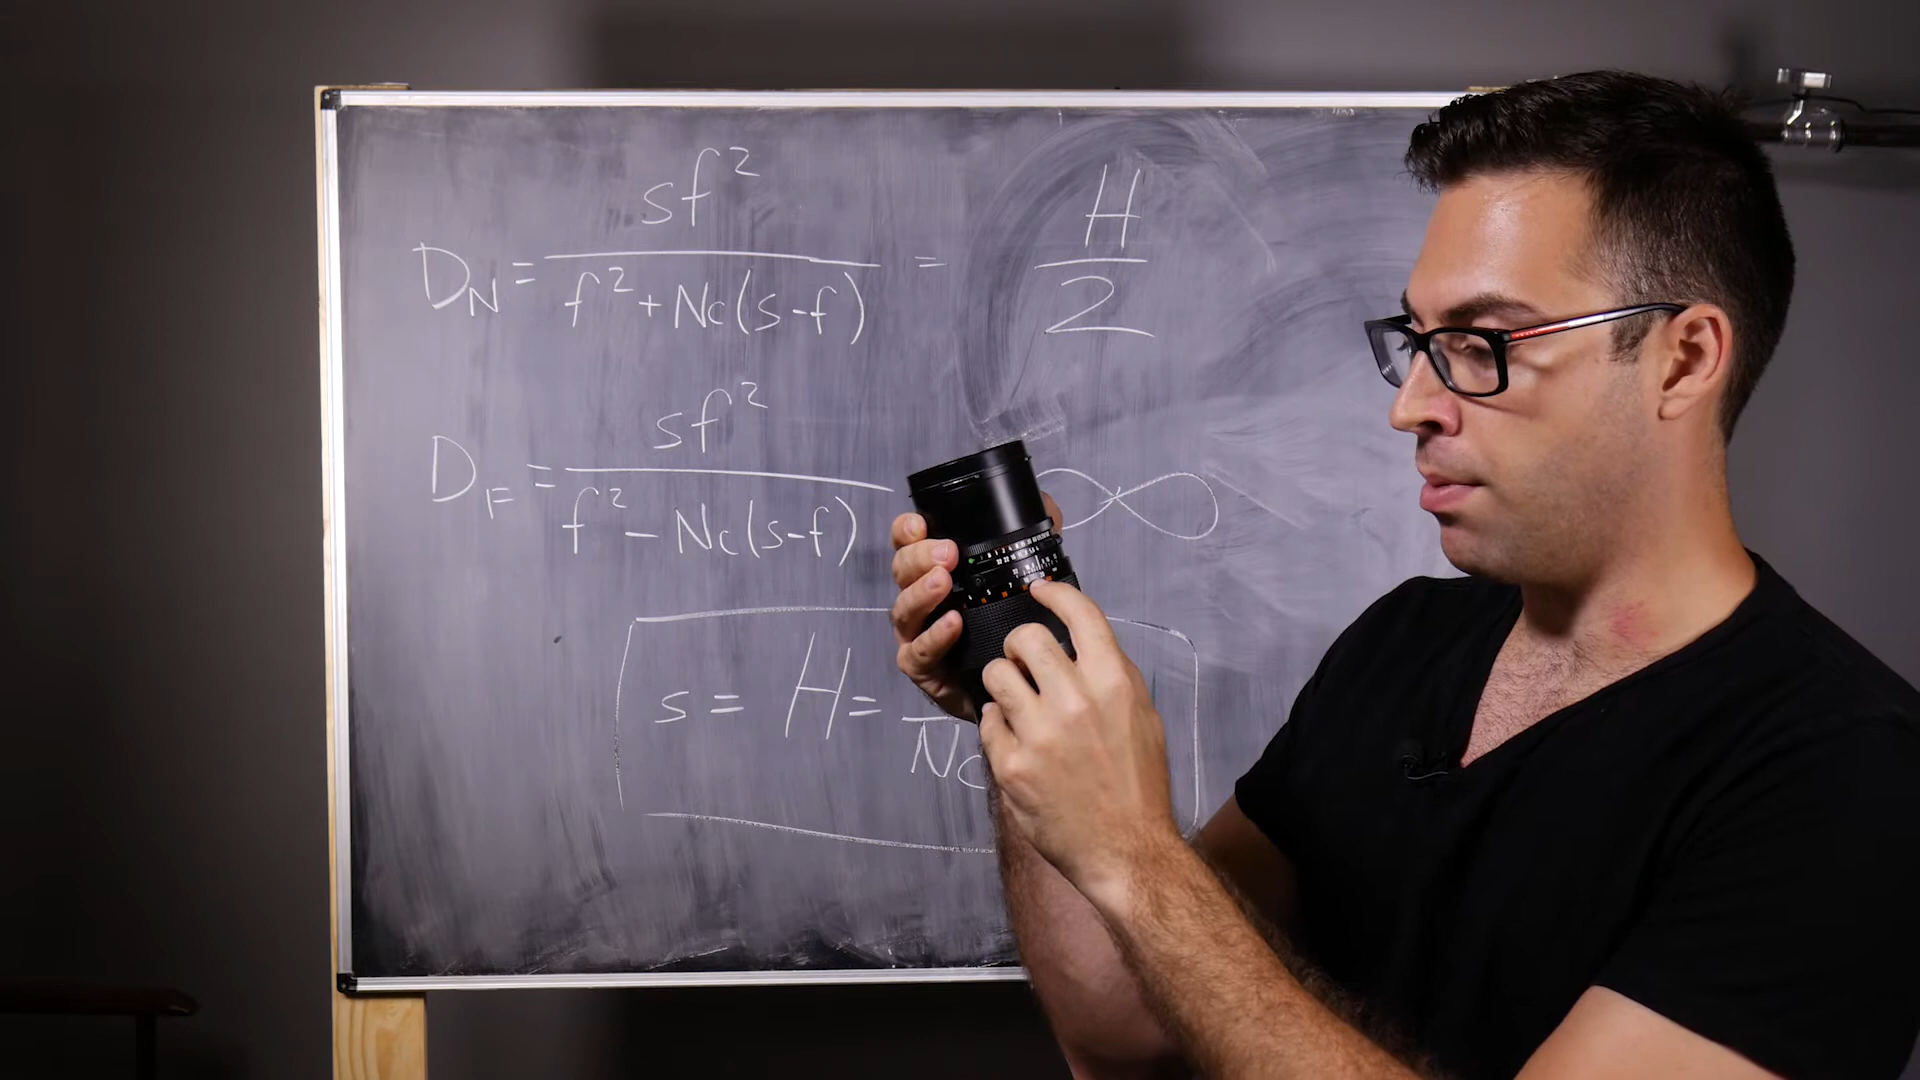 sf²
D_N = ――― = H/2
f²+Nc(s-f)
sf²
D_F = ――― ∞
f²-Nc(s-f)
s = H =
Nc